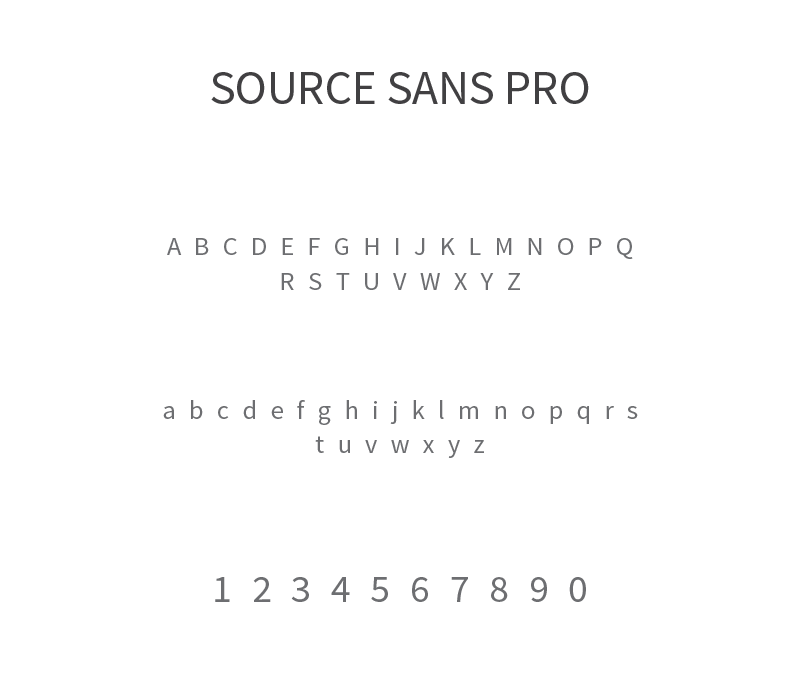 SOURCE SANS PRO
A B C D E F G H I J K L M N O P Q
R S T U V W X Y Z
a b c d e f g h i j k l m n o p q r s
t u v w x y z
1 2 3 4 5 6 7 8 9 0